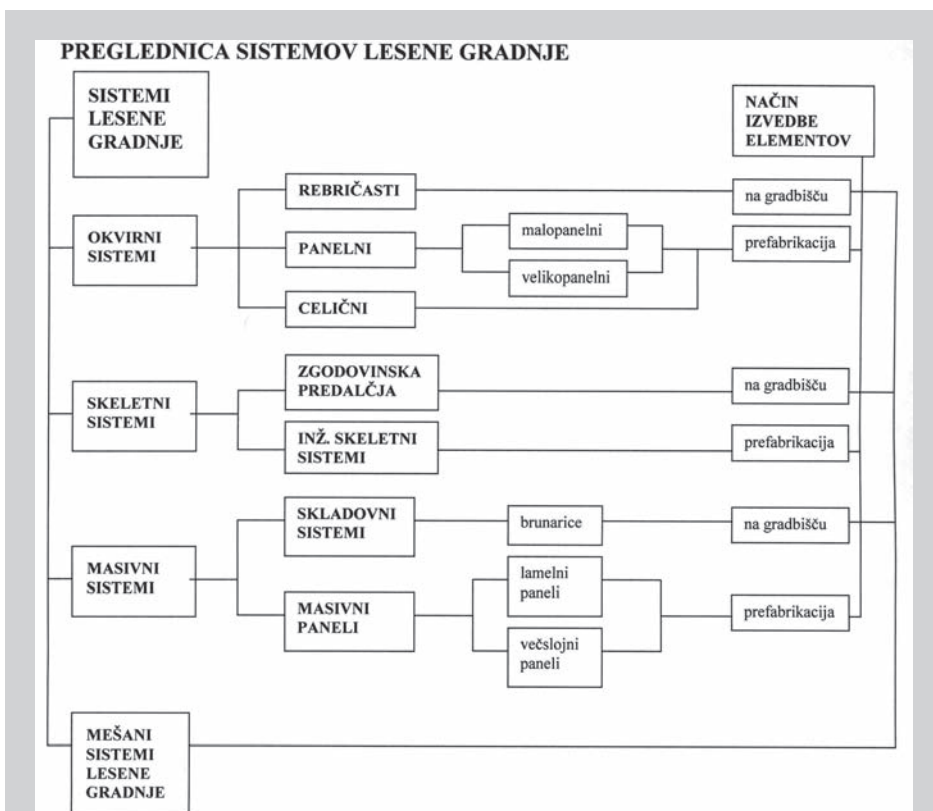 PREGLEDNICA SISTEMOV LESENE GRADNJE
SISTEMI
LESENE
GRADNJE
NAČIN
IZVEDBE
ELEMENTOV
OKVIRNI
SISTEMI
REBRIČASTI
na gradbišču
PANELNI
malopanelni
velikopanelni
prefabrikacija
CELIČNI
SKELETNI
SISTEMI
ZGODOVINSKA
PREDALČJA
na gradbišču
INŽ. SKELETNI
SISTEMI
prefabrikacija
MASIVNI
SISTEMI
SKLADOVNI
SISTEMI
brunarice
na gradbišču
MASIVNI
PANELI
lamelni
paneli
večslojni
paneli
prefabrikacija
MEŠANI
SISTEMI
LESENE
GRADNJE